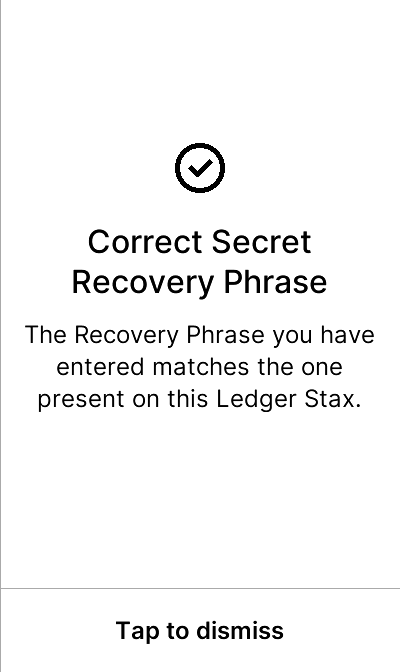 Correct Secret
Recovery Phrase
The Recovery Phrase you have
entered matches the one
present on this Ledger Stax.
Tap to dismiss